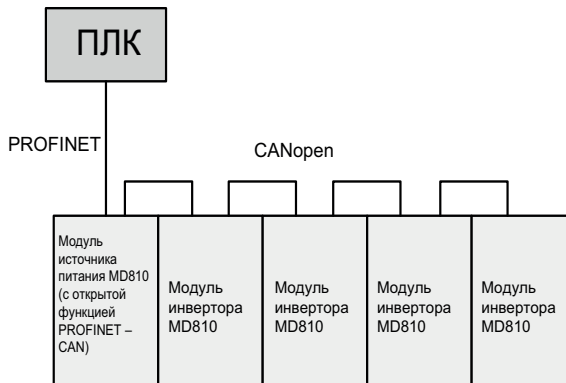 ПЛК
PROFINET
CANopen
Модуль
источника
питания MD810
(с открытой
функцией
PROFINET –
CAN)
Модуль
инвертора
MD810
Модуль
инвертора
MD810
Модуль
инвертора
MD810
Модуль
инвертора
MD810